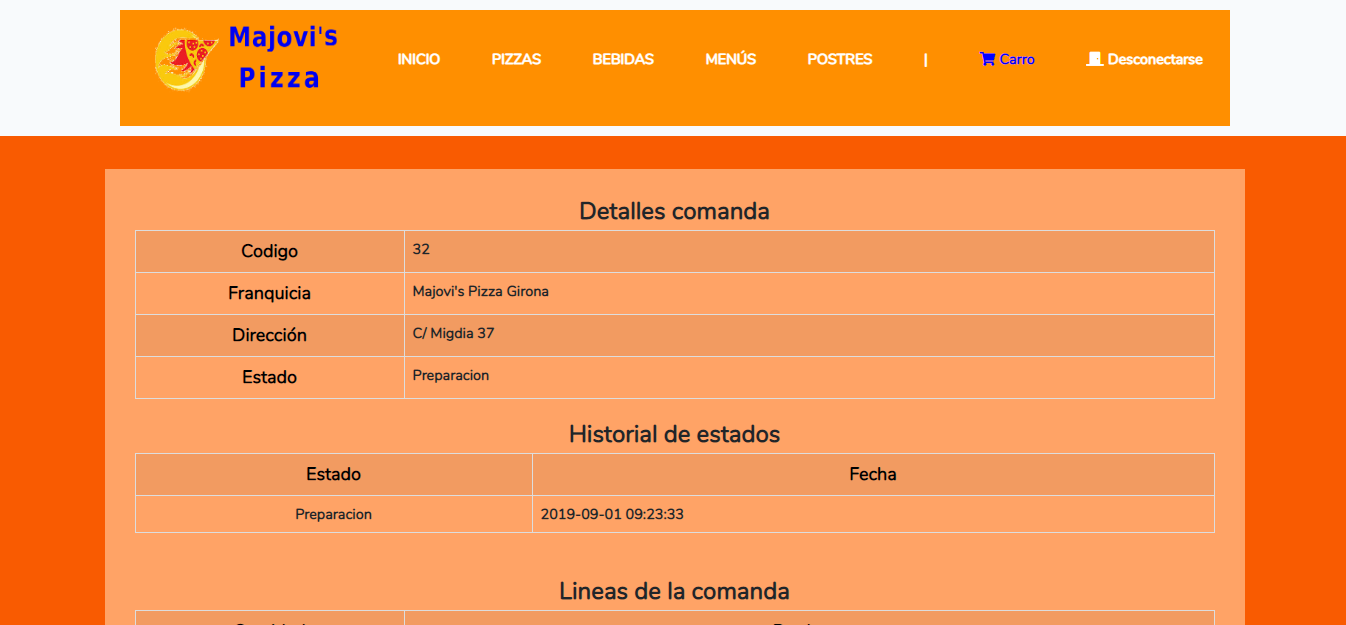 Majovi's
Pizza
INICIO PIZZAS BEBIDAS MENÚS POSTRES | Carro Desconectarse
Detalles comanda
Codigo 32
Franquicia Majovi's Pizza Girona
Dirección C/ Migdia 37
Estado Preparacion
Historial de estados
Estado Fecha
Preparacion 2019-09-01 09:23:33
Lineas de la comanda